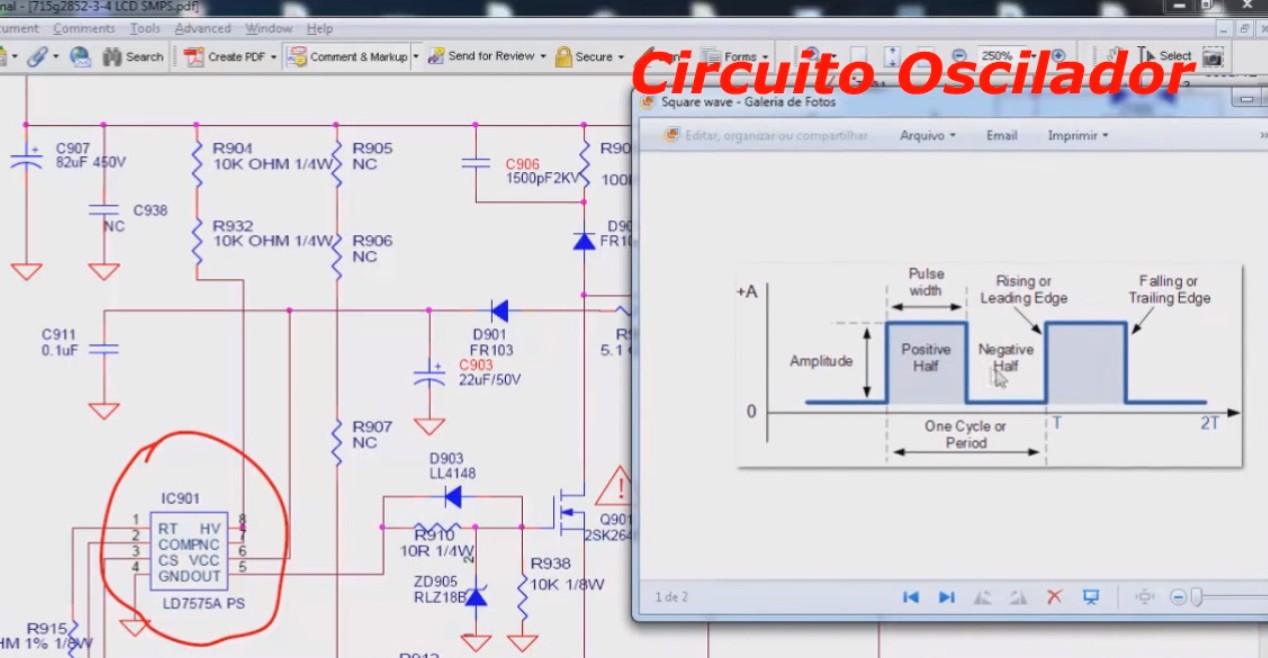 nal - [715g2852-3-4 LCD SMPS.pdf]
cument Comments Tools Advanced Window Help
Search Create PDF Comment & Markup Send for Review Secure Forms 250% Select
Circuito Oscilador
Square wave - Galeria de Fotos
Editar, organizar ou compartilhar Arquivo Email Imprimir »
C907
82uF 450V
C938
NC
R904
10K OHM 1/4W
R905
NC
R932
10K OHM 1/4W
R906
NC
C906
1500pF2KV
R90
100
D90
FR10
C911
0.1uF
D901
FR103
C903
22uF/50V
R9
5.1
R907
NC
D903
LL4148
R910
10R 1/4W
ZD905
RLZ18B
R938
10K 1/8W
Q901
2SK264
IC901
1 RT HV 8
2 COMPNC 7
3 CS VCC 6
4 GNDOUT 5
LD7575A PS
R915
HM 1% 1/8W
R912
+A
Pulse
width
Rising or
Leading Edge
Falling or
Trailing Edge
Amplitude
Positive
Half
Negative
Half
0
T
2T
One Cycle or
Period
1 de 2